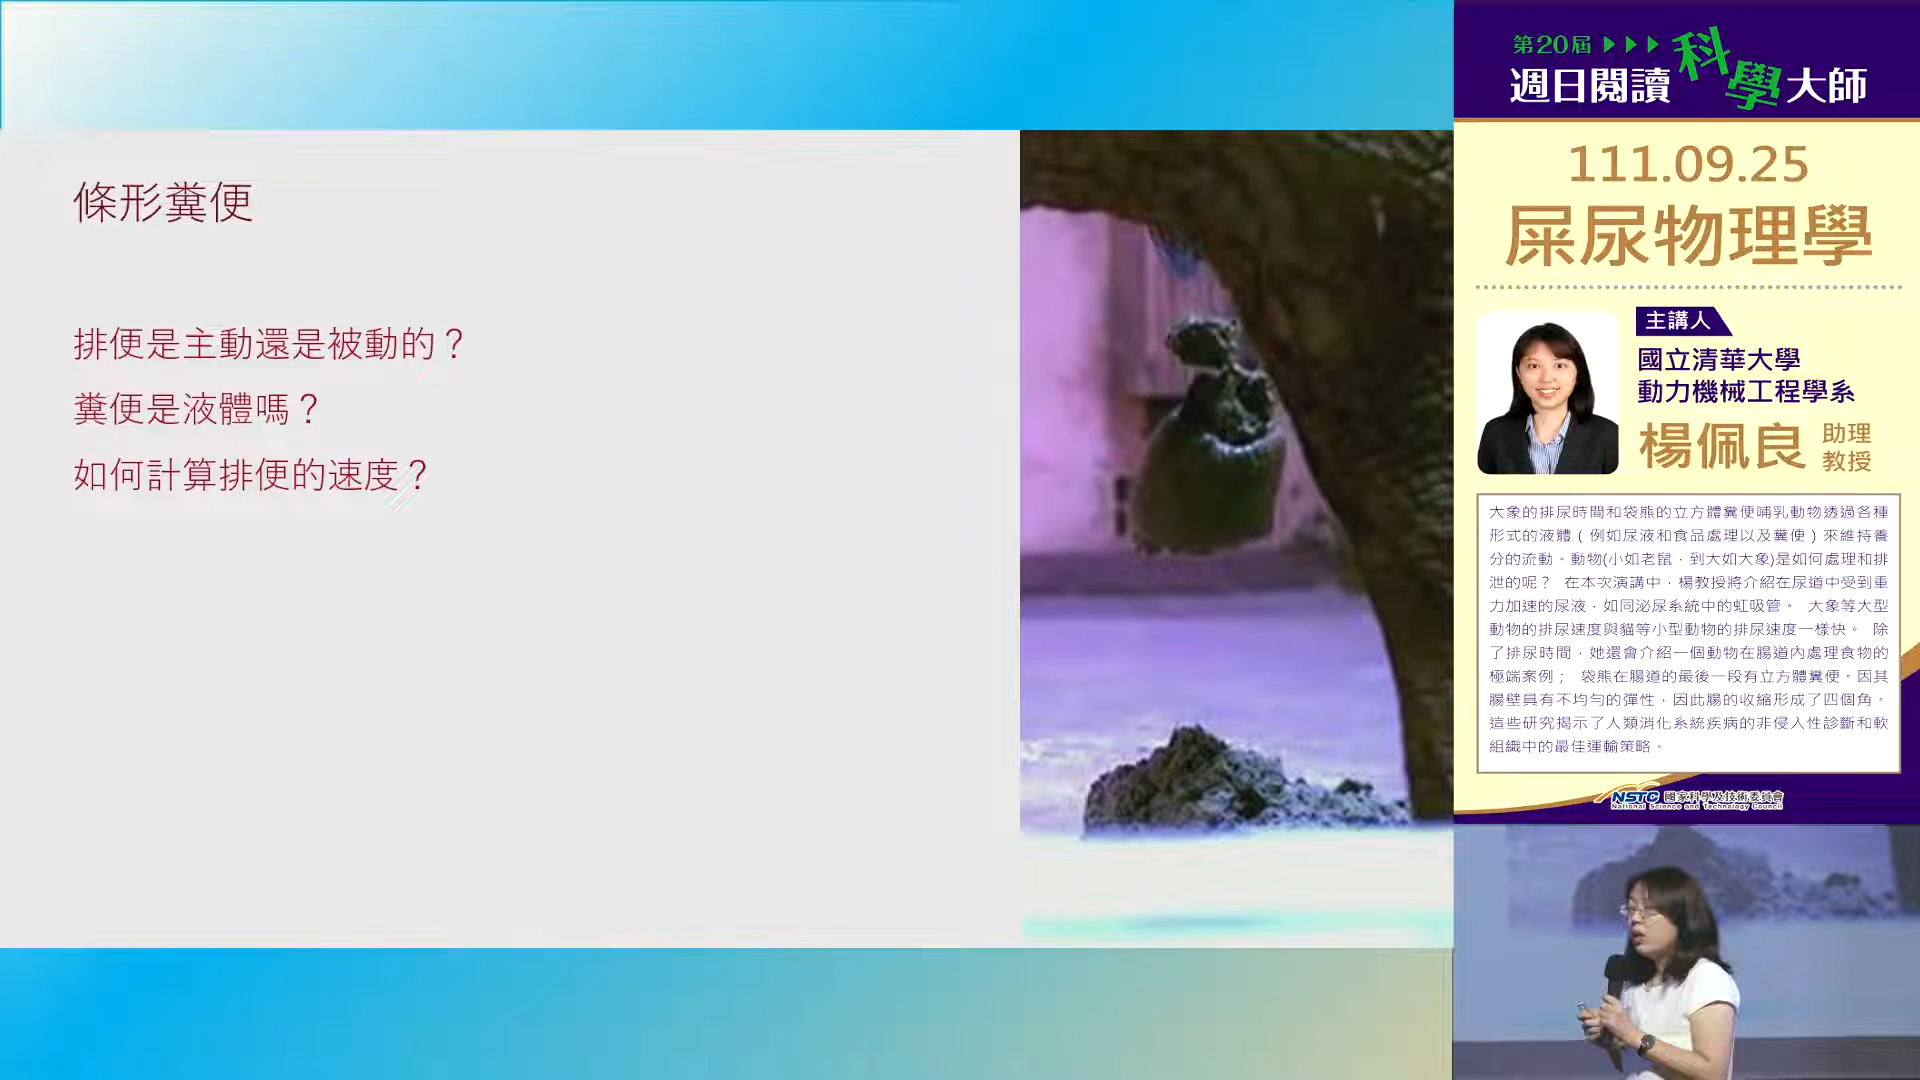 條形糞便
排便是主動還是被動的？
糞便是液體嗎？
如何計算排便的速度？
第20屆
週日閱讀科學大師
111.09.25
屎尿物理學
主講人
國立清華大學
動力機械工程學系
楊佩良 助理教授
大象的排尿時間和袋熊的立方體糞便哺乳動物透過各種
形式的液體（例如尿液和食品處理以及糞便）來維持養
分的流動。動物(小如老鼠，到大如大象)是如何處理和排
泄的呢？ 在本次演講中，楊教授將介紹在尿道中受到重
力加速的尿液，如同泌尿系統中的虹吸管。 大象等大型
動物的排尿速度與貓等小型動物的排尿速度一樣快。 除
了排尿時間，她還會介紹一個動物在腸道內處理食物的
極端案例； 袋熊在腸道的最後一段有立方體糞便。因其
腸壁具有不均勻的彈性，因此腸的收縮形成了四個角。
這些研究揭示了人類消化系統疾病的非侵入性診斷和軟
組織中的最佳運輸策略。
NSTC 國家科學及技術委員會
National Science and Technology Council